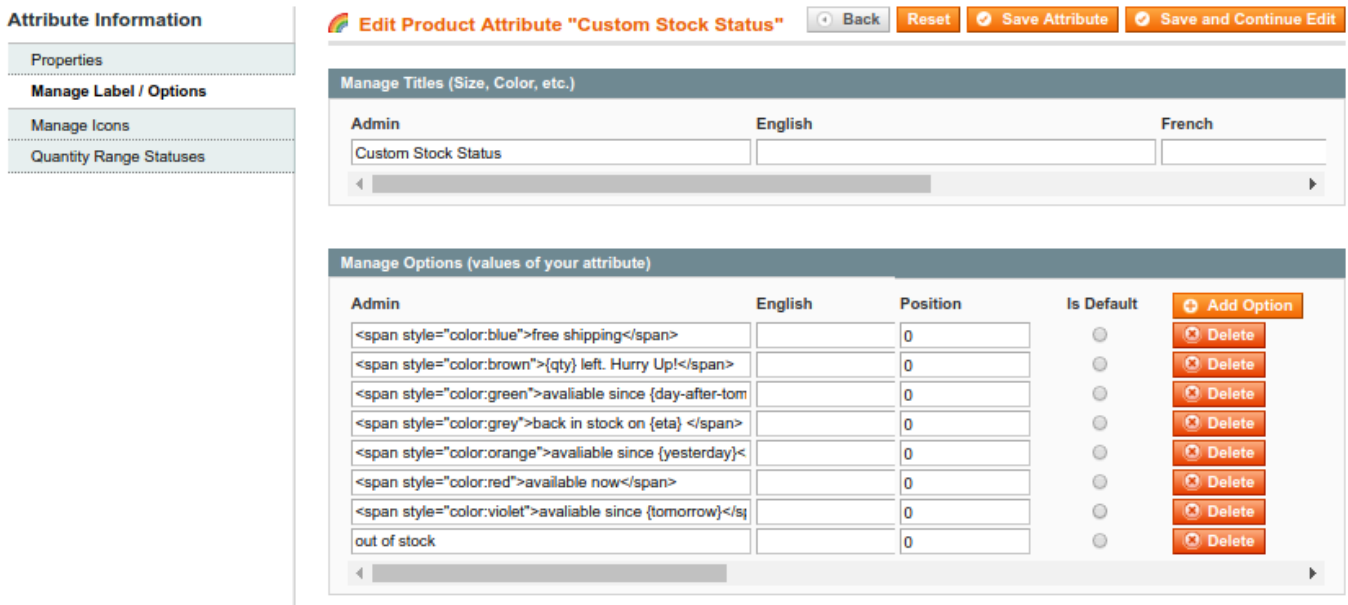 Attribute Information
Properties
Manage Label / Options
Manage Icons
Quantity Range Statuses
Edit Product Attribute "Custom Stock Status"
Back
Reset
Save Attribute
Save and Continue Edit
Manage Titles (Size, Color, etc.)
Admin English French
Custom Stock Status
Manage Options (values of your attribute)
Admin English Position Is Default Add Option
<span style="color:blue">free shipping</span> 0 Delete
<span style="color:brown">{qty} left. Hurry Up!</span> 0 Delete
<span style="color:green">avaliable since {day-after-tom 0 Delete
<span style="color:grey">back in stock on {eta} </span> 0 Delete
<span style="color:orange">avaliable since {yesterday}< 0 Delete
<span style="color:red">available now</span> 0 Delete
<span style="color:violet">avaliable since {tomorrow}</s 0 Delete
out of stock 0 Delete